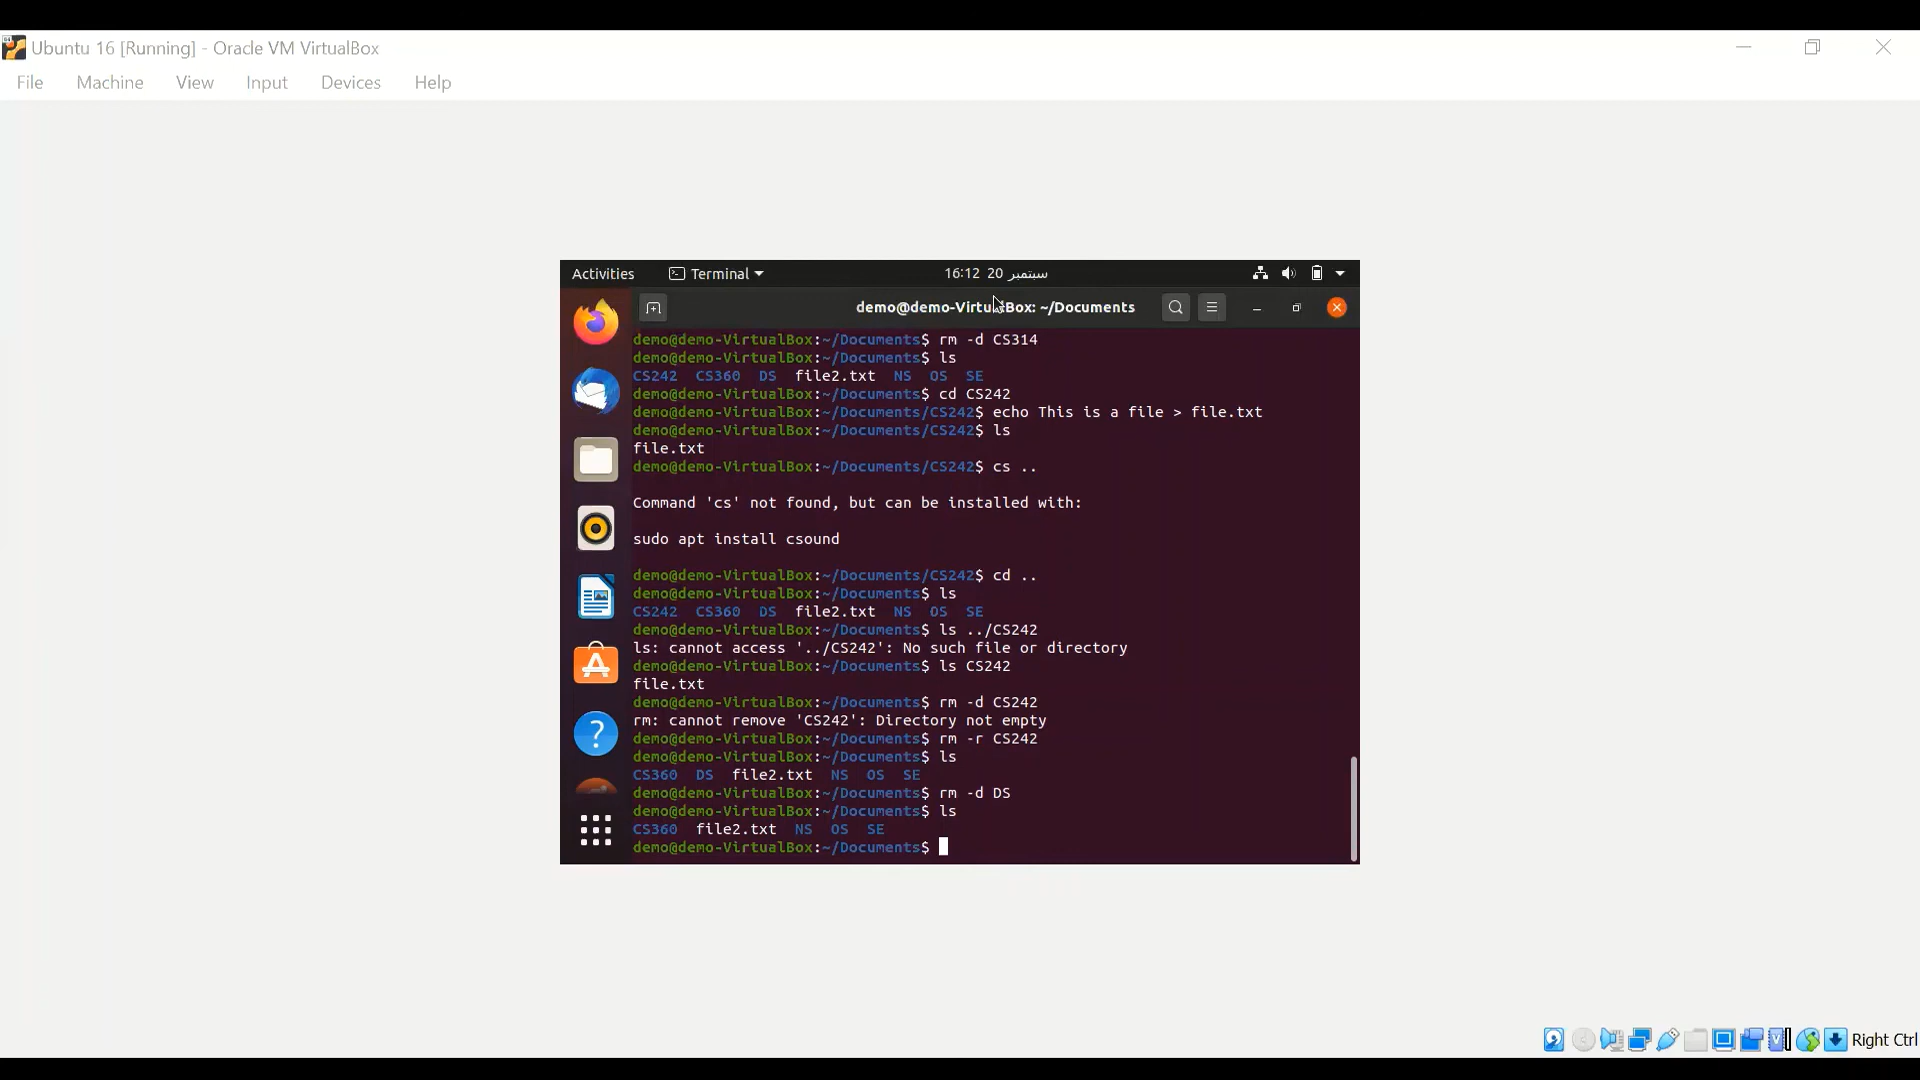 Ubuntu 16 [Running] - Oracle VM VirtualBox
File Machine View Input Devices Help
Activities Terminal 16:12 20 سبتمبر
demo@demo-VirtualBox: ~/Documents
demo@demo-VirtualBox:~/Documents$ rm -d CS314
demo@demo-VirtualBox:~/Documents$ ls
CS242 CS360 DS file2.txt NS OS SE
demo@demo-VirtualBox:~/Documents$ cd CS242
demo@demo-VirtualBox:~/Documents/CS242$ echo This is a file > file.txt
demo@demo-VirtualBox:~/Documents/CS242$ ls
file.txt
demo@demo-VirtualBox:~/Documents/CS242$ cs ..
Command 'cs' not found, but can be installed with:
sudo apt install csound
demo@demo-VirtualBox:~/Documents/CS242$ cd ..
demo@demo-VirtualBox:~/Documents$ ls
CS242 CS360 DS file2.txt NS OS SE
demo@demo-VirtualBox:~/Documents$ ls ../CS242
ls: cannot access '../CS242': No such file or directory
demo@demo-VirtualBox:~/Documents$ ls CS242
file.txt
demo@demo-VirtualBox:~/Documents$ rm -d CS242
rm: cannot remove 'CS242': Directory not empty
demo@demo-VirtualBox:~/Documents$ rm -r CS242
demo@demo-VirtualBox:~/Documents$ ls
CS360 DS file2.txt NS OS SE
demo@demo-VirtualBox:~/Documents$ rm -d DS
demo@demo-VirtualBox:~/Documents$ ls
CS360 file2.txt NS OS SE
demo@demo-VirtualBox:~/Documents$
Right Ctrl